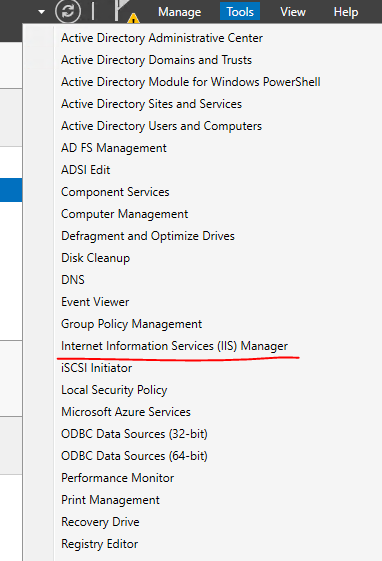 Manage Tools View Help
Active Directory Administrative Center
Active Directory Domains and Trusts
Active Directory Module for Windows PowerShell
Active Directory Sites and Services
Active Directory Users and Computers
AD FS Management
ADSI Edit
Component Services
Computer Management
Defragment and Optimize Drives
Disk Cleanup
DNS
Event Viewer
Group Policy Management
Internet Information Services (IIS) Manager
iSCSI Initiator
Local Security Policy
Microsoft Azure Services
ODBC Data Sources (32-bit)
ODBC Data Sources (64-bit)
Performance Monitor
Print Management
Recovery Drive
Registry Editor